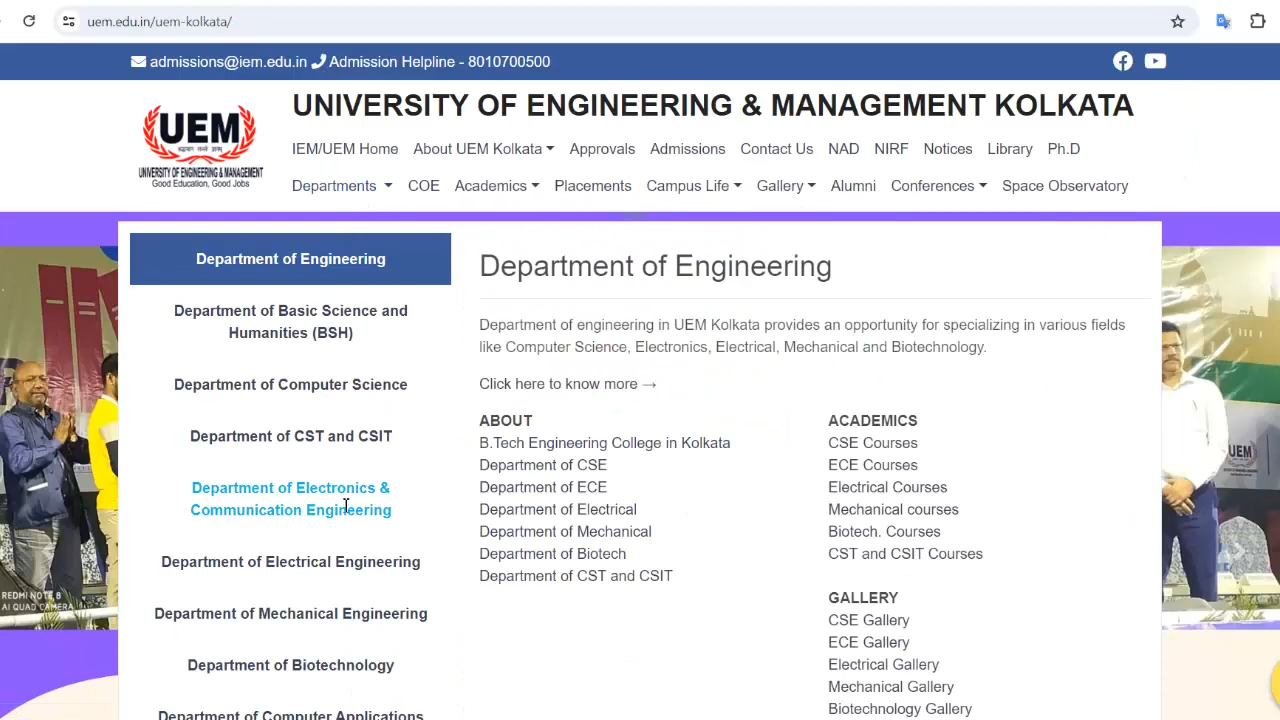 uem.edu.in/uem-kolkata/
admissions@iem.edu.in Admission Helpline - 8010700500
UEM
UNIVERSITY OF ENGINEERING & MANAGEMENT
Good Education, Good Jobs
UNIVERSITY OF ENGINEERING & MANAGEMENT KOLKATA
IEM/UEM Home About UEM Kolkata Approvals Admissions Contact Us NAD NIRF Notices Library Ph.D
Departments COE Academics Placements Campus Life Gallery Alumni Conferences Space Observatory
Department of Engineering
Department of Basic Science and
Humanities (BSH)
Department of Computer Science
Department of CST and CSIT
Department of Electronics &
Communication Engineering
Department of Electrical Engineering
Department of Mechanical Engineering
Department of Biotechnology
Department of Computer Applications
Department of Engineering
Department of engineering in UEM Kolkata provides an opportunity for specializing in various fields
like Computer Science, Electronics, Electrical, Mechanical and Biotechnology.
Click here to know more →
ABOUT
B.Tech Engineering College in Kolkata
Department of CSE
Department of ECE
Department of Electrical
Department of Mechanical
Department of Biotech
Department of CST and CSIT
ACADEMICS
CSE Courses
ECE Courses
Electrical Courses
Mechanical courses
Biotech. Courses
CST and CSIT Courses
GALLERY
CSE Gallery
ECE Gallery
Electrical Gallery
Mechanical Gallery
Biotechnology Gallery
REDMI NOTE 8
AI QUAD CAMERA
UEM